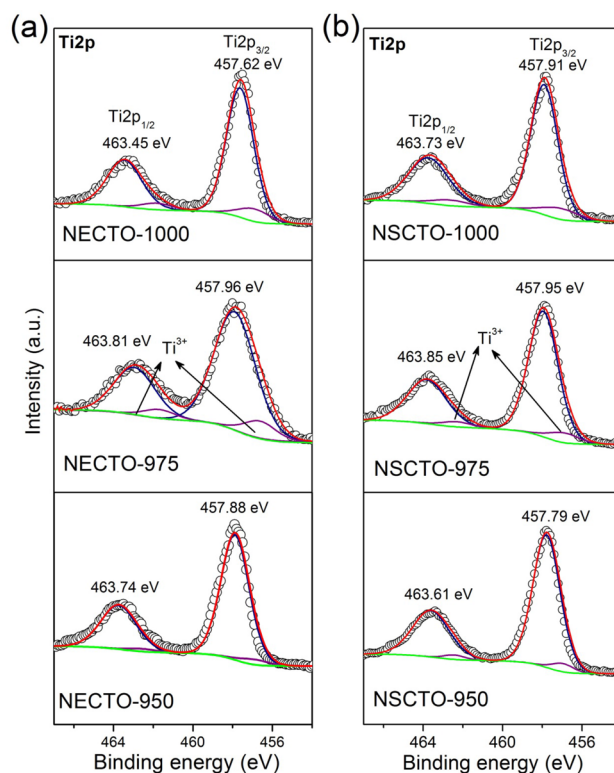 (a)
Ti2p
Ti2p3/2
457.62 eV
Ti2p1/2
463.45 eV
NECTO-1000
457.96 eV
463.81 eV
Ti3+
NECTO-975
457.88 eV
463.74 eV
NECTO-950
464 460 456
Binding energy (eV)
Intensity (a.u.)
(b)
Ti2p
Ti2p3/2
457.91 eV
Ti2p1/2
463.73 eV
NSCTO-1000
457.95 eV
463.85 eV
Ti3+
NSCTO-975
457.79 eV
463.61 eV
NSCTO-950
464 460 456
Binding energy (eV)